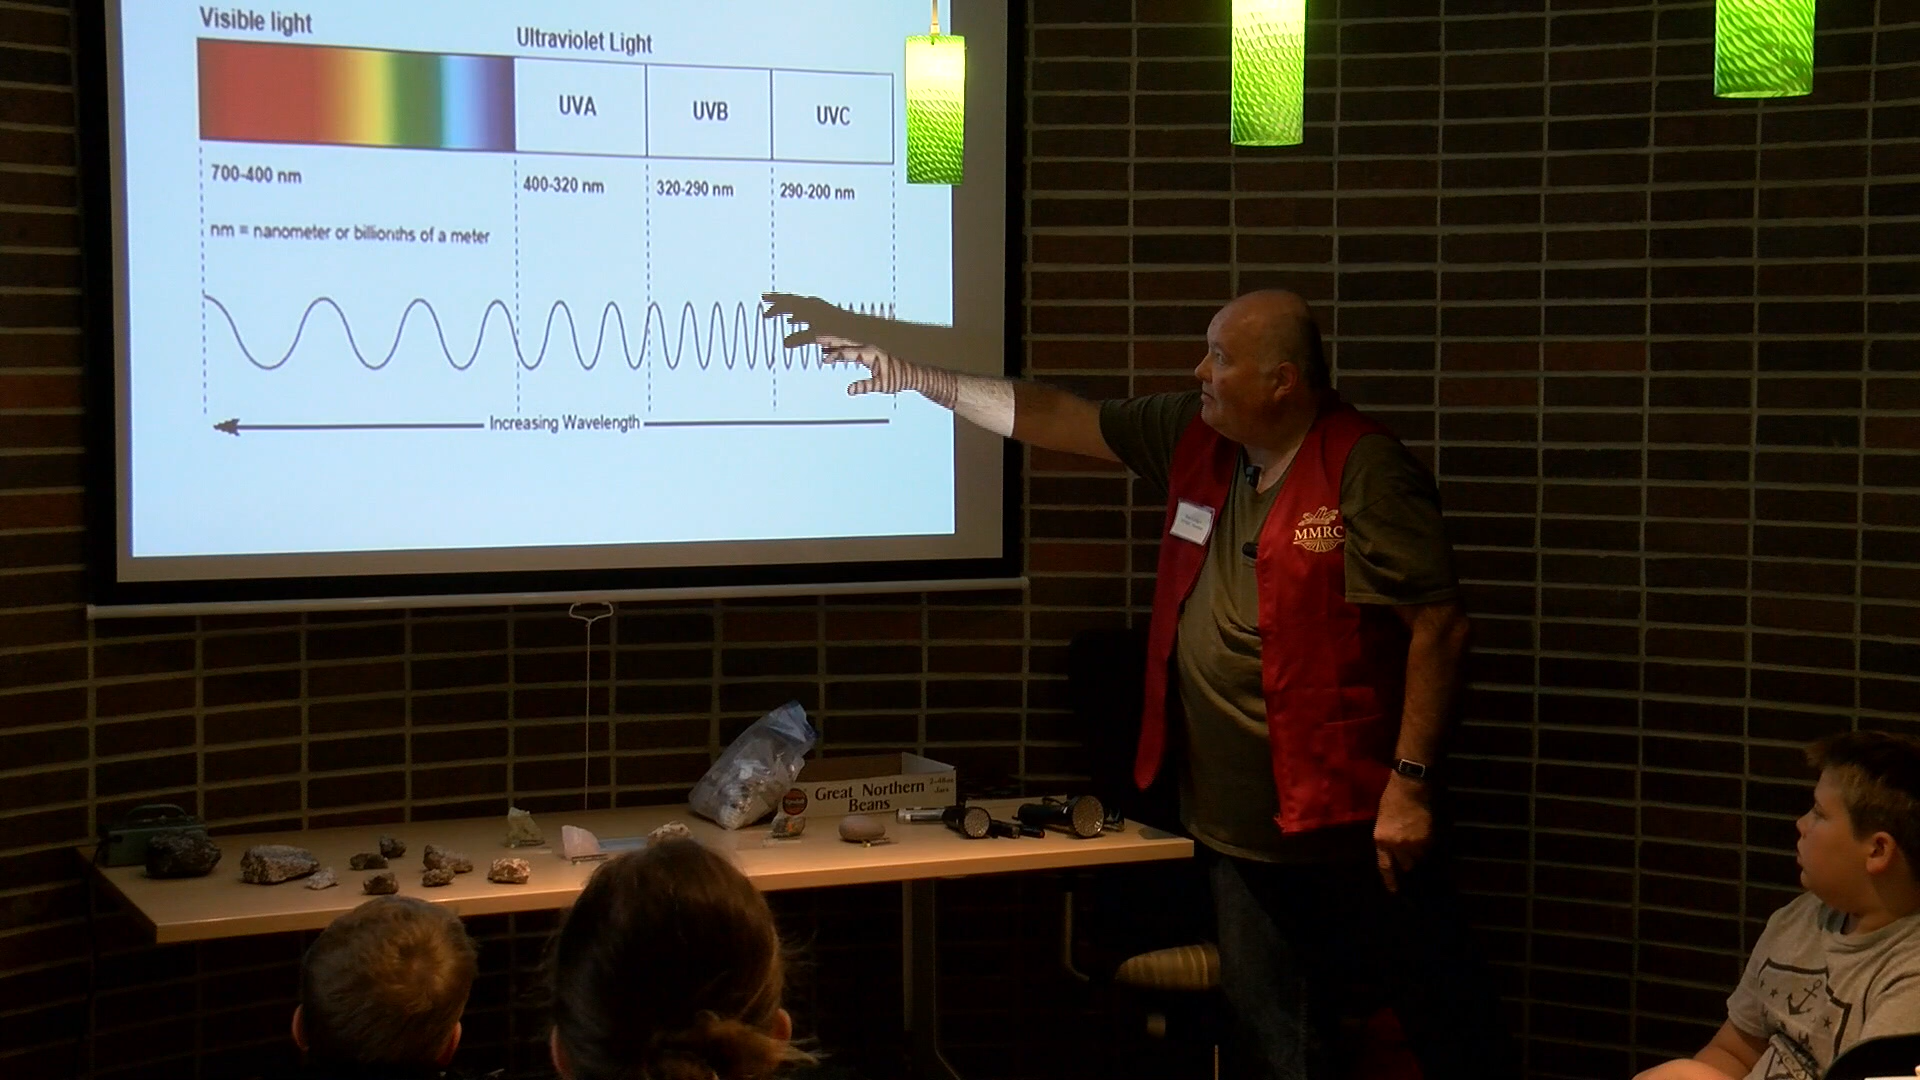 Visible light
Ultraviolet Light
UVA
UVB
UVC
700-400 nm
400-320 nm
320-290 nm
290-200 nm
nm = nanometer or billionths of a meter
Increasing Wavelength
MMRC
Great Northern
Beans